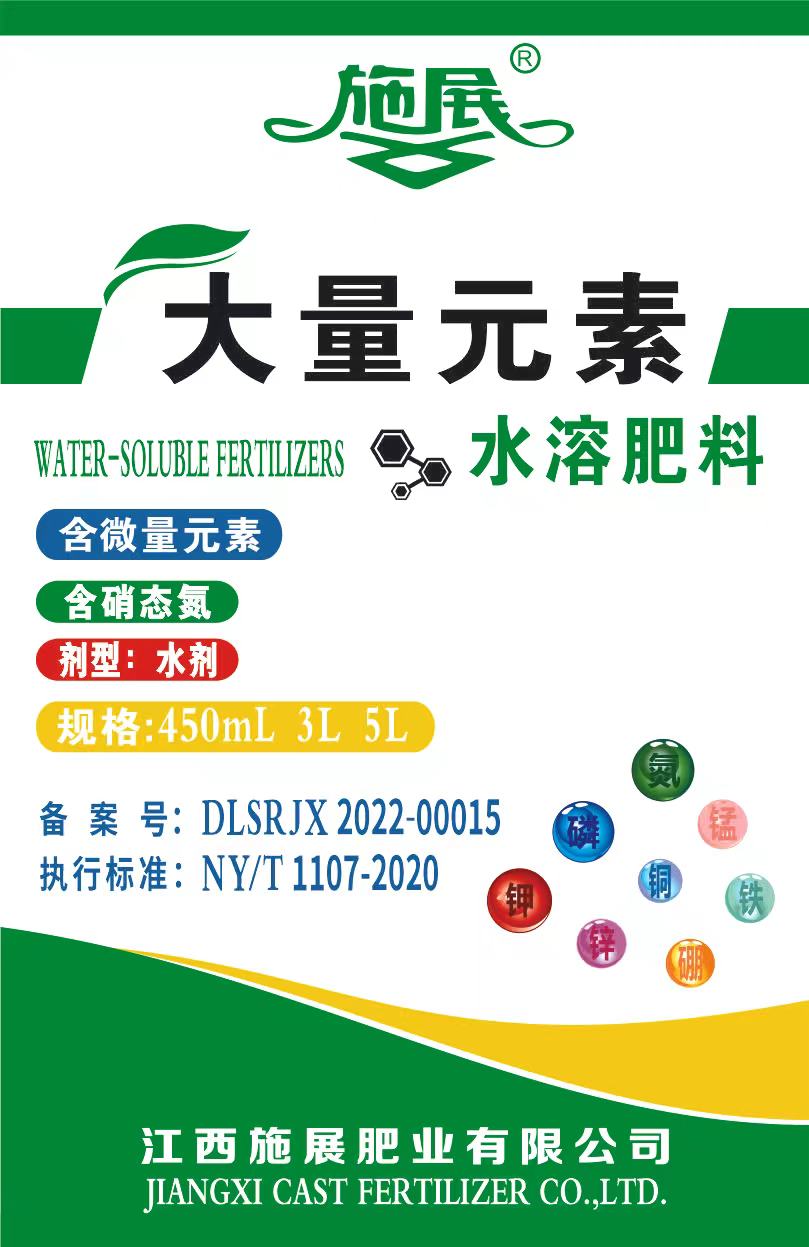 施展®
大量元素
WATER-SOLUBLE FERTILIZERS
水溶肥料
含微量元素
含硝态氮
剂型：水剂
规格:450mL 3L 5L
备案号：DLSRJX 2022-00015
执行标准：NY/T 1107-2020
氮
磷
锰
钾
铜
铁
锌
硼
江西施展肥业有限公司
JIANGXI CAST FERTILIZER CO.,LTD.